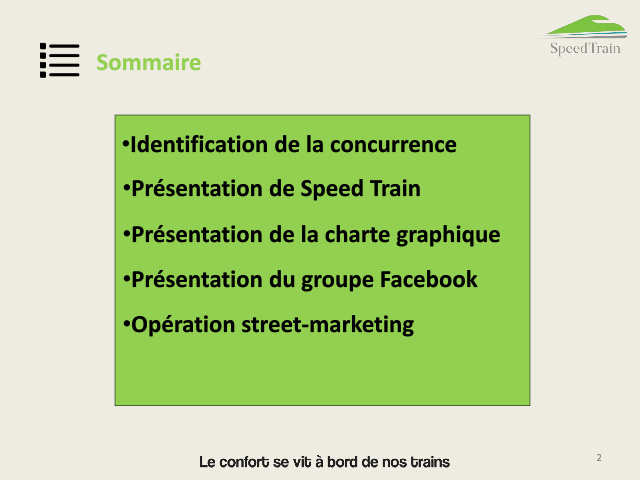 SpeedTrain
Sommaire
•Identification de la concurrence
•Présentation de Speed Train
•Présentation de la charte graphique
•Présentation du groupe Facebook
•Opération street-marketing
Le confort se vit à bord de nos trains
2